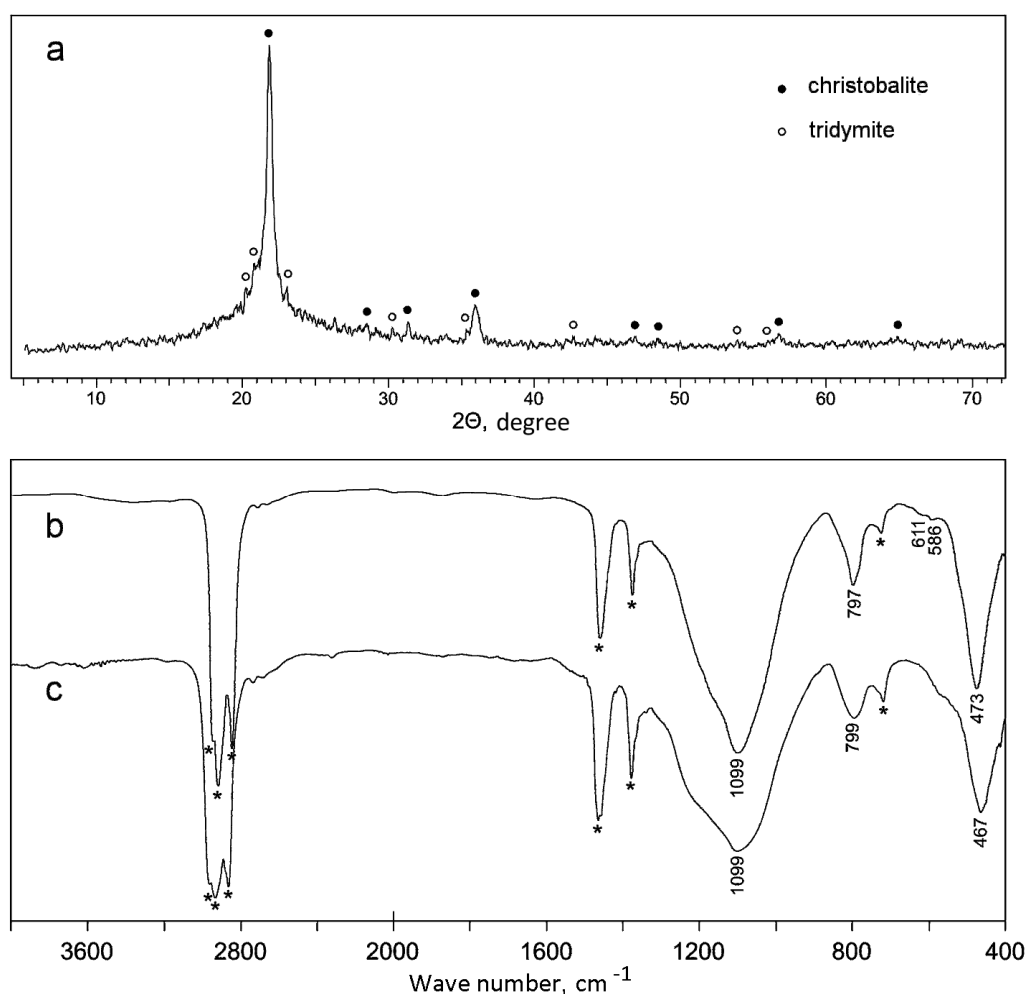 a
● christobalite
○ tridymite
10 20 30 40 50 60 70
2Θ, degree
b
* * * * * 797 * 611 586
1099 473
c
* * * * * 799 *
1099 467
3600 2800 2000 1600 1200 800 400
Wave number, cm -1